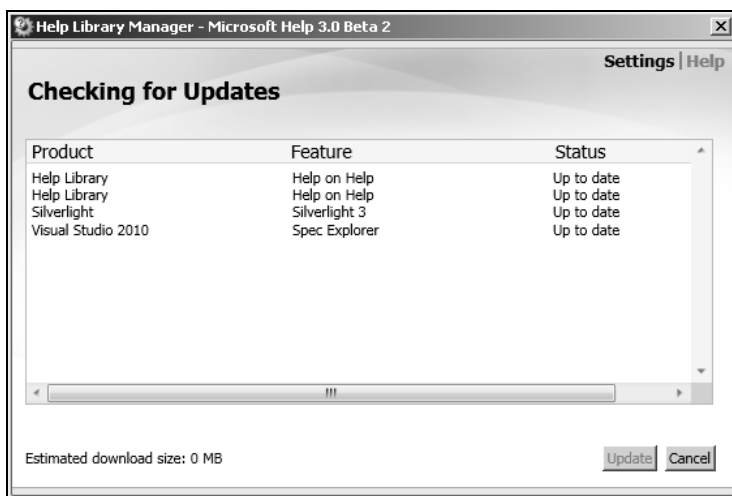 Help Library Manager - Microsoft Help 3.0 Beta 2
Settings | Help
Checking for Updates
Product Feature Status
Help Library Help on Help Up to date
Help Library Help on Help Up to date
Silverlight Silverlight 3 Up to date
Visual Studio 2010 Spec Explorer Up to date
Estimated download size: 0 MB
Update Cancel